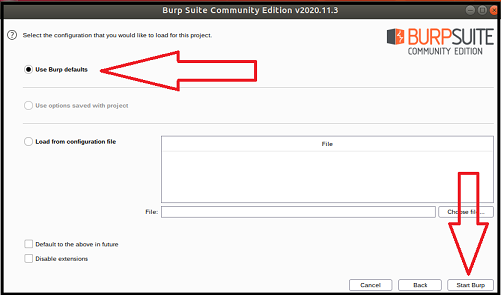 Burp Suite Community Edition v2020.11.3
Select the configuration that you would like to load for this project.
BURPSUITE
COMMUNITY EDITION
Use Burp defaults
Use options saved with project
Load from configuration file
File
File:
Choose file...
Default to the above in future
Disable extensions
Cancel
Back
Start Burp